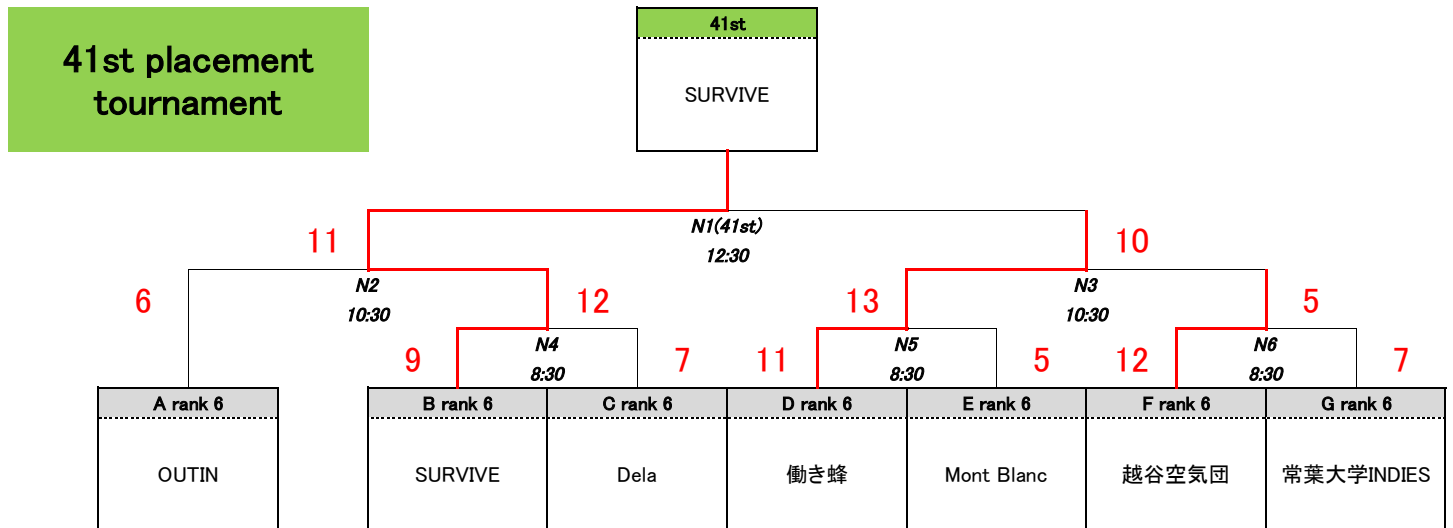 41st placement
tournament
41st
SURVIVE
N1(41st)
12:30
11
10
N2
10:30
N3
10:30
6
12
13
5
N4
8:30
N5
8:30
N6
8:30
9
7
11
5
12
7
A rank 6
B rank 6
C rank 6
D rank 6
E rank 6
F rank 6
G rank 6
OUTIN
SURVIVE
Dela
働き蜂
Mont Blanc
越谷空気団
常葉大学INDIES